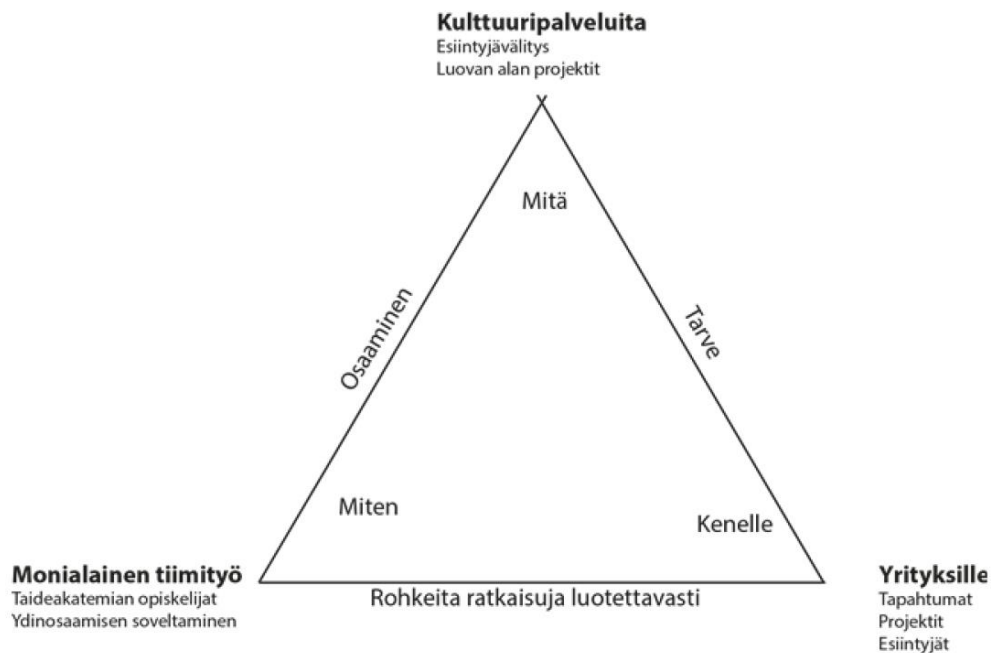 Kulttuuripalveluita
Esiintyjävälitys
Luovan alan projektit
Mitä
Osaaminen
Tarve
Miten
Kenelle
Monialainen tiimityö
Taideakatemian opiskelijat
Ydinosaamisen soveltaminen
Rohkeita ratkaisuja luotettavasti
Yrityksille
Tapahtumat
Projektit
Esiintyjät